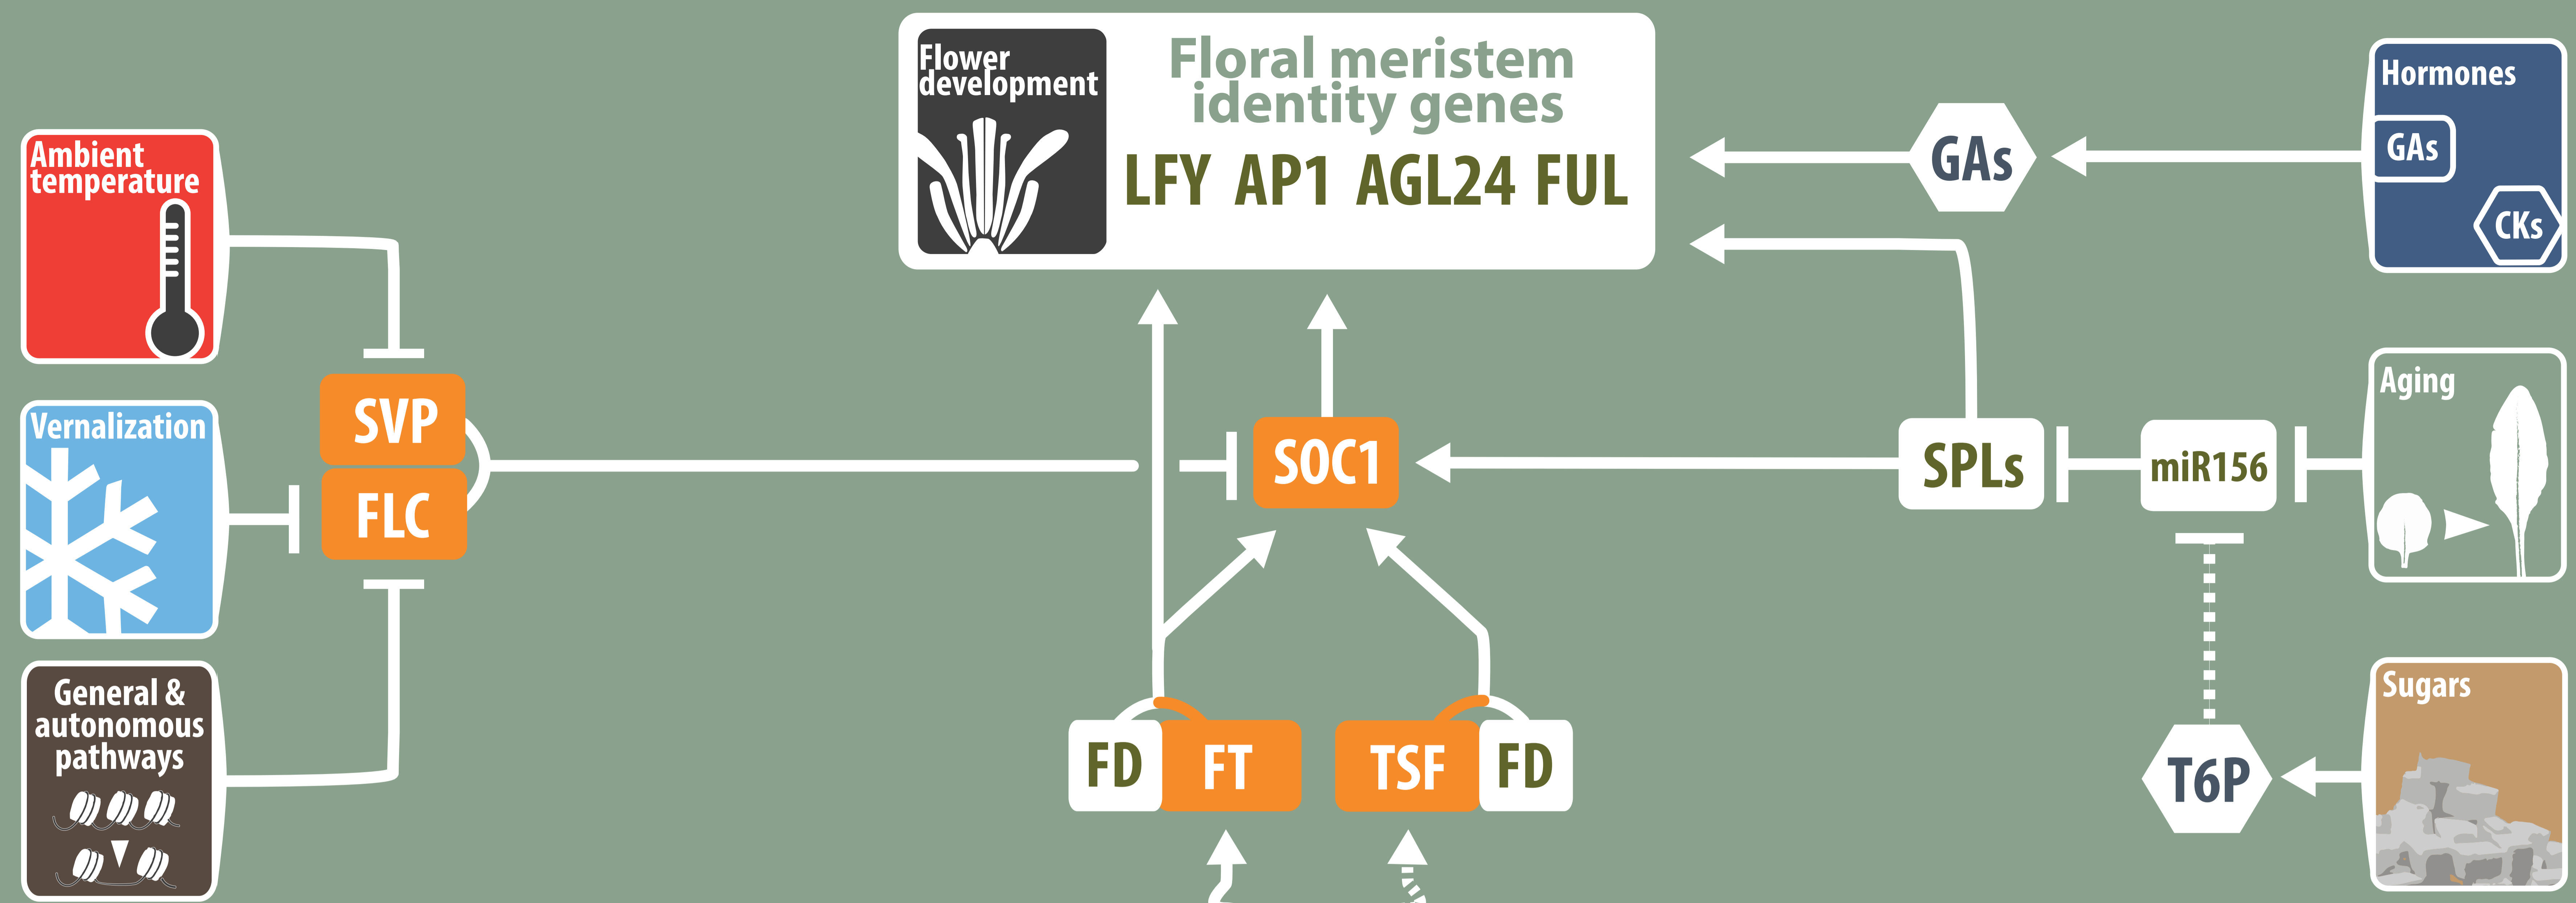 Flower
development
Floral meristem
identity genes
LFY AP1 AGL24 FUL
Ambient
temperature
Vernalization
General &
autonomous
pathways
SVP
FLC
SOC1
FD FT
TSF FD
GAs
SPLs
miR156
T6P
Hormones
GAs
CKs
Aging
Sugars